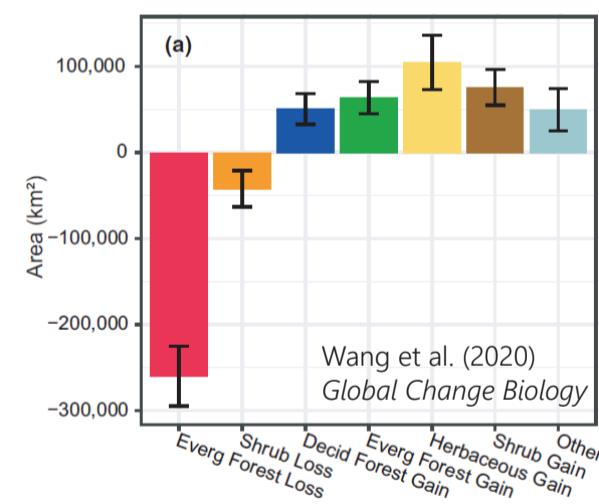 (a)
100,000
0
−100,000
−200,000
−300,000
Area (km²)
Wang et al. (2020)
Global Change Biology
Everg Forest Loss
Shrub Loss
Decid Forest Gain
Everg Forest Gain
Herbaceous Gain
Shrub Gain
Other